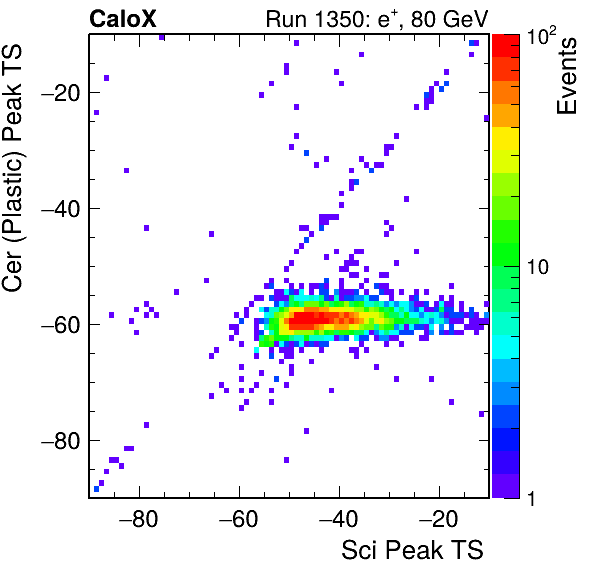 CaloX Run 1350: e⁺, 80 GeV
Cer (Plastic) Peak TS
−20
−40
−60
−80
−80 −60 −40 −20
Sci Peak TS
10²
10
1
Events